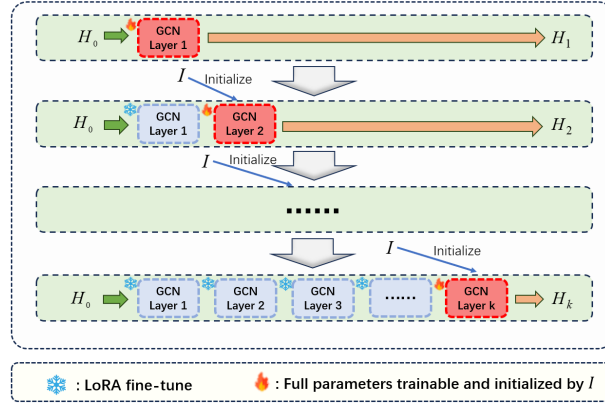 H₀ GCN Layer 1 H₁
I Initialize
H₀ GCN Layer 1 GCN Layer 2 H₂
I Initialize
......
I Initialize
H₀ GCN Layer 1 GCN Layer 2 GCN Layer 3 ...... GCN Layer k Hₖ
: LoRA fine-tune : Full parameters trainable and initialized by I